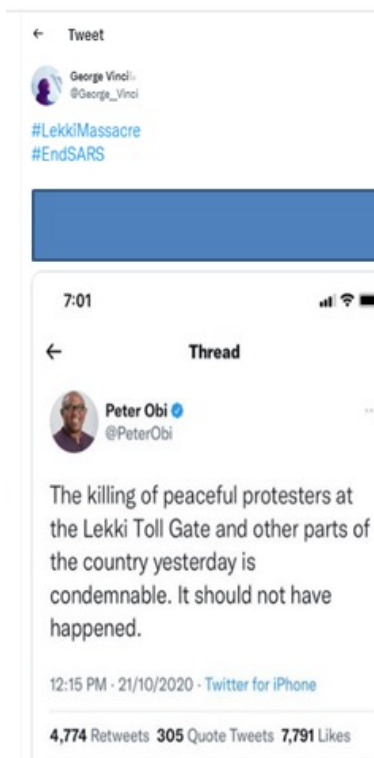 ← Tweet
George Vinci
@George_Vinci
#LekkiMassacre
#EndSARS
7:01
← Thread
Peter Obi
@PeterObi
The killing of peaceful protesters at
the Lekki Toll Gate and other parts of
the country yesterday is
condemnable. It should not have
happened.
12:15 PM · 21/10/2020 · Twitter for iPhone
4,774 Retweets 305 Quote Tweets 7,791 Likes